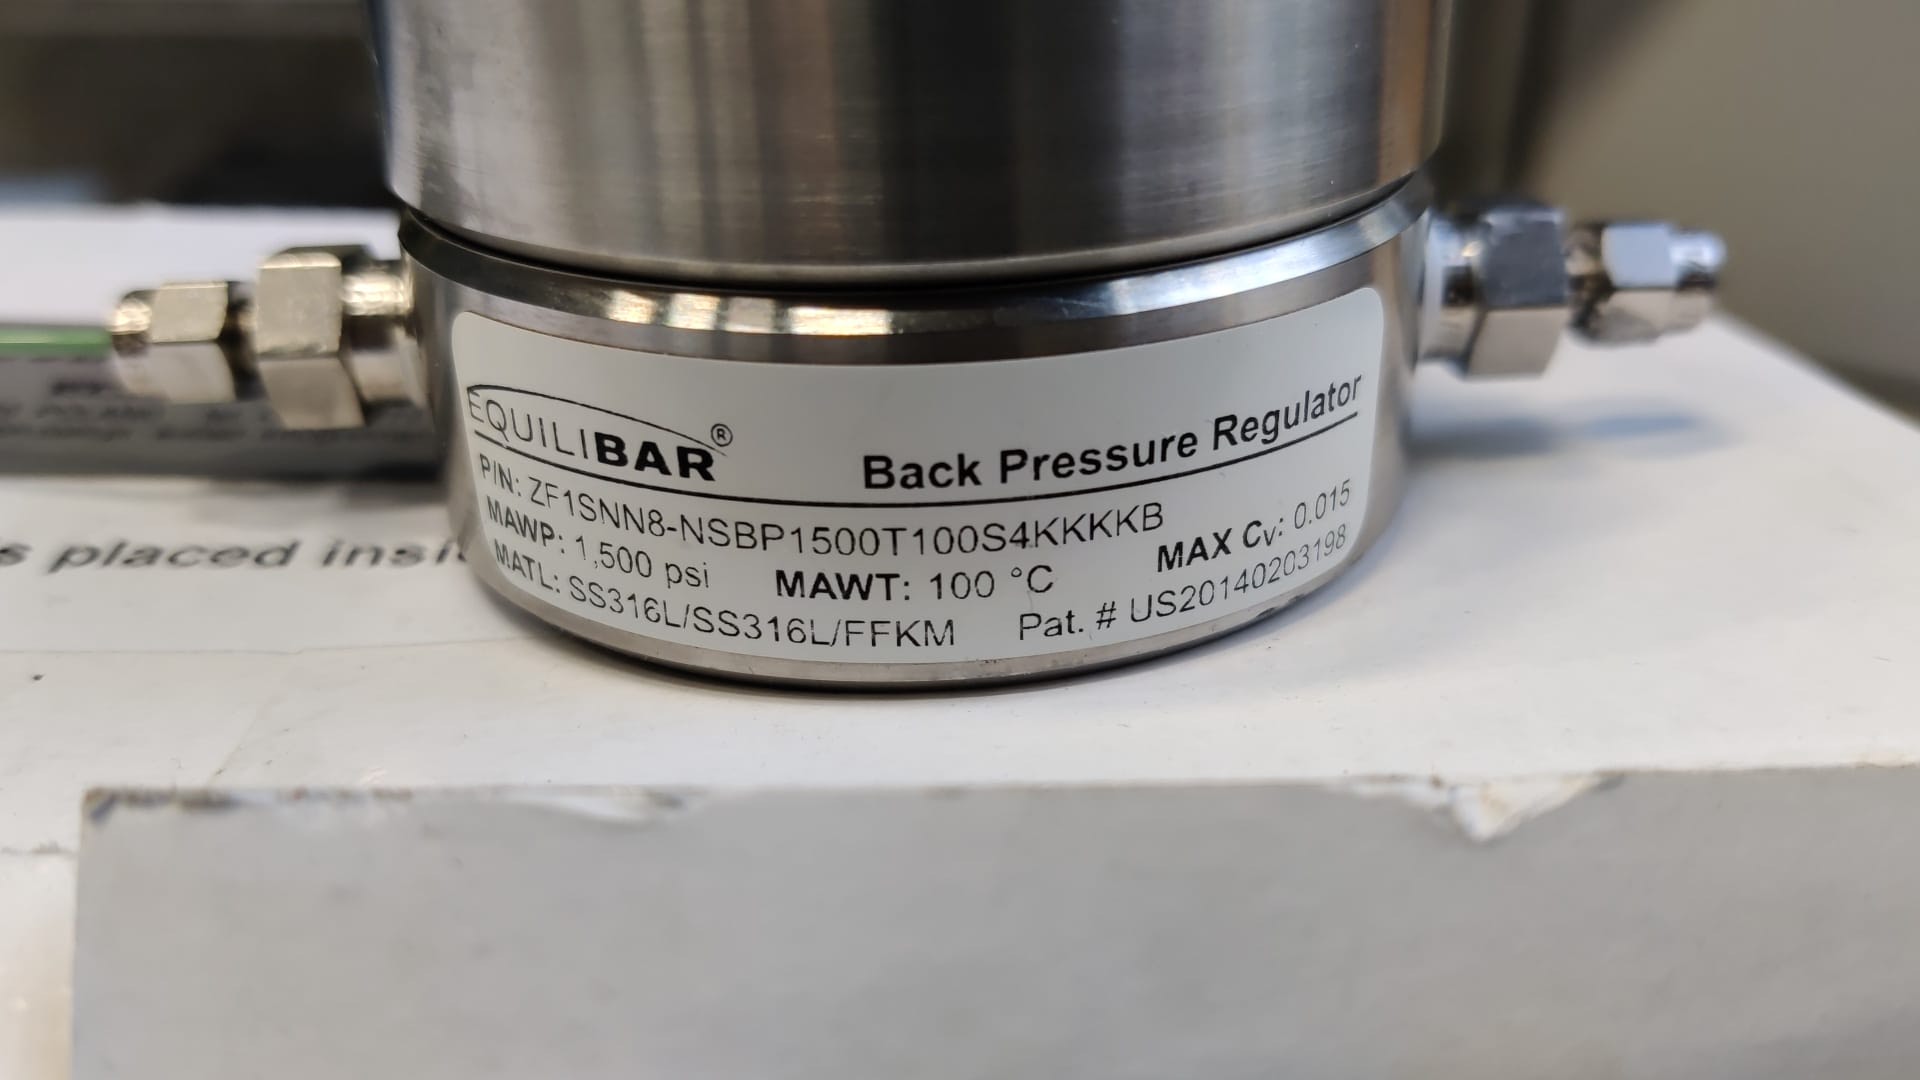 EQUILIBAR®
Back Pressure Regulator
P/N: ZF1SNN8-NSBP1500T100S4KKKKB
MAWP: 1,500 psi MAWT: 100 °C MAX Cv: 0.015
MATL: SS316L/SS316L/FFKM Pat. # US20140203198
s placed insi